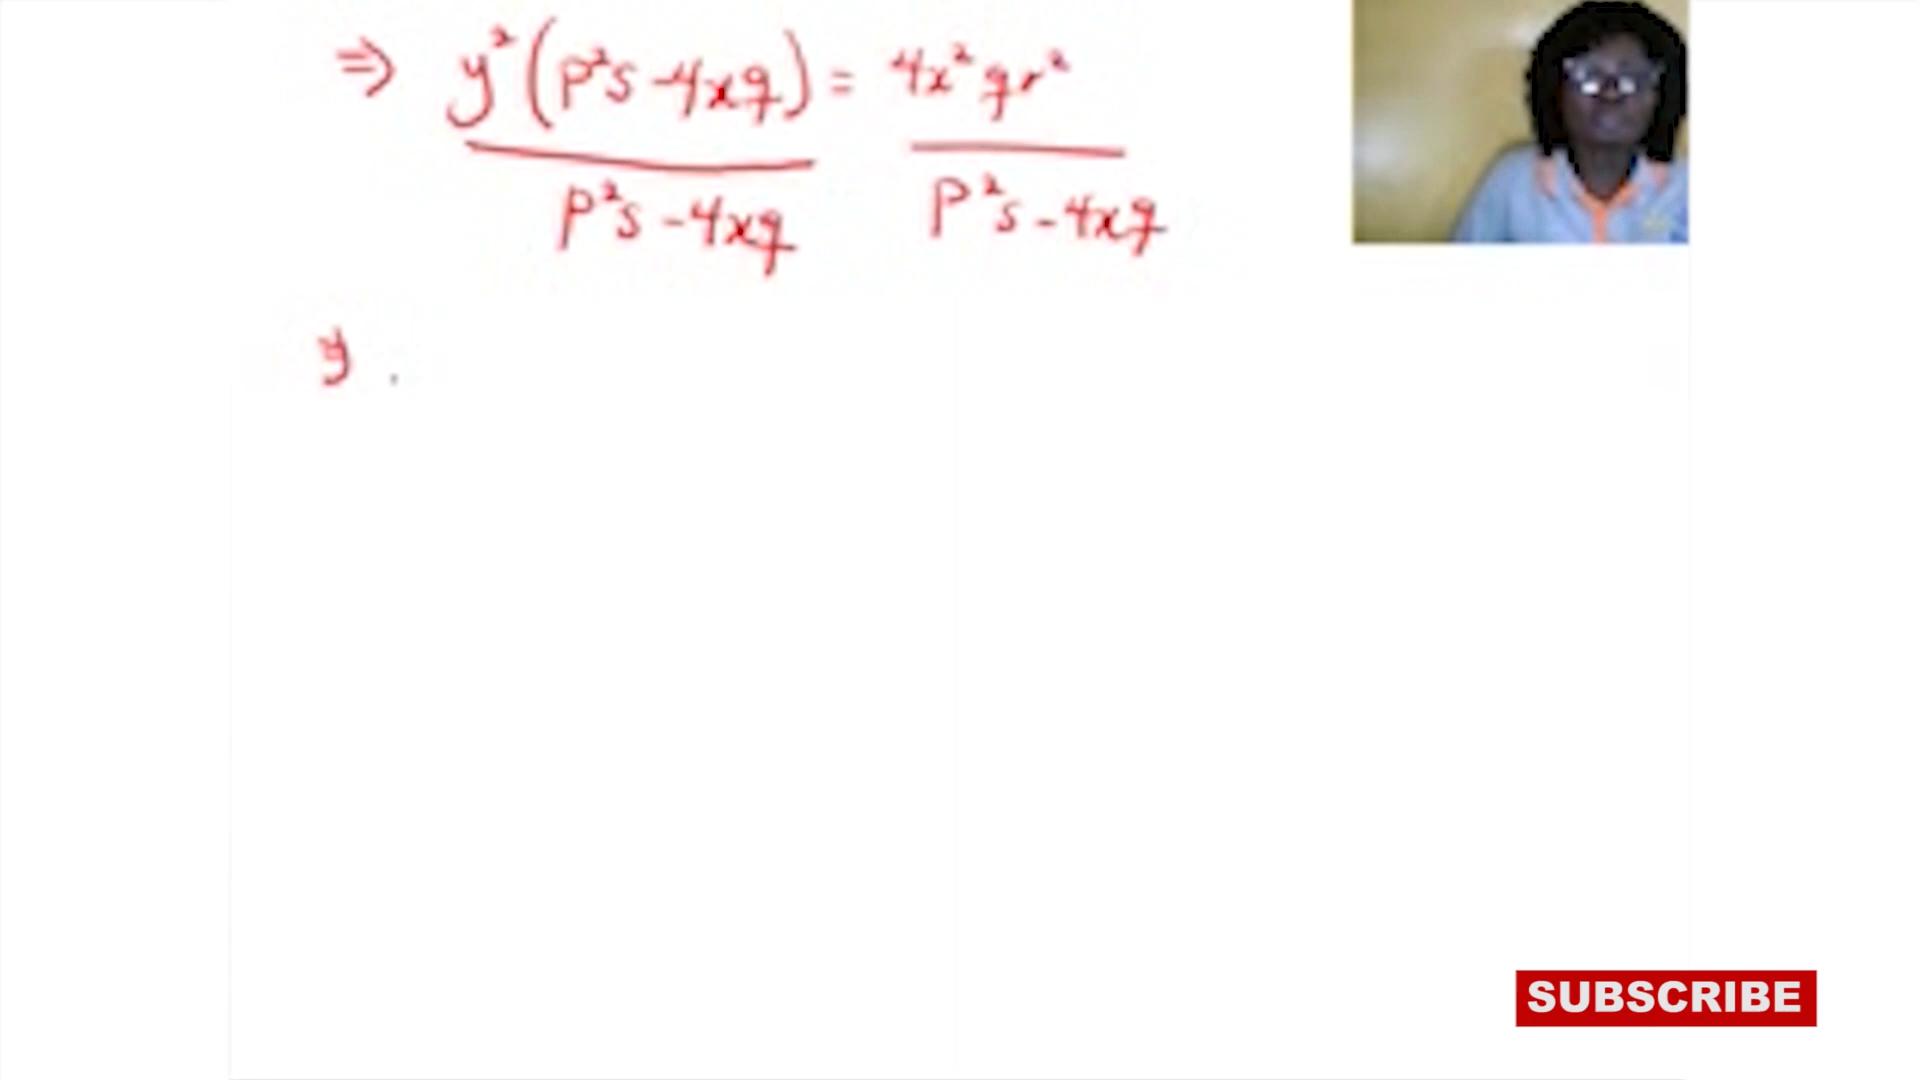 ⇒ y²(p²s - 4xq) = 4x²qr²
p²s - 4xq    p²s - 4xq
y
SUBSCRIBE